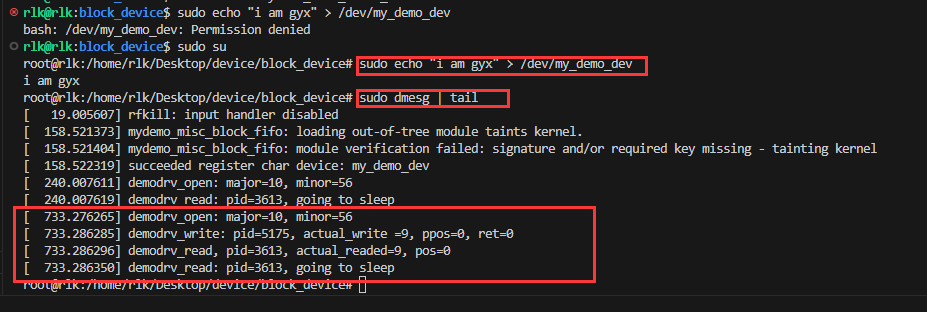 rlk@rlk:block_device$ sudo echo "i am gyx" > /dev/my_demo_dev
bash: /dev/my_demo_dev: Permission denied
rlk@rlk:block_device$ sudo su
root@rlk:/home/rlk/Desktop/device/block_device# sudo echo "i am gyx" > /dev/my_demo_dev
i am gyx
root@rlk:/home/rlk/Desktop/device/block_device# sudo dmesg | tail
[   19.005607] rfkill: input handler disabled
[  158.521373] mydemo_misc_block_fifo: loading out-of-tree module taints kernel.
[  158.521404] mydemo_misc_block_fifo: module verification failed: signature and/or required key missing - tainting kernel
[  158.522319] succeeded register char device: my_demo_dev
[  240.007611] demodrv_open: major=10, minor=56
[  240.007619] demodrv read: pid=3613, going to sleep
[  733.276265] demodrv_open: major=10, minor=56
[  733.286285] demodrv_write: pid=5175, actual_write =9, ppos=0, ret=0
[  733.286296] demodrv_read, pid=3613, actual_readed=9, pos=0
[  733.286350] demodrv_read: pid=3613, going to sleep
root@rlk:/home/rlk/Desktop/device/block_device#